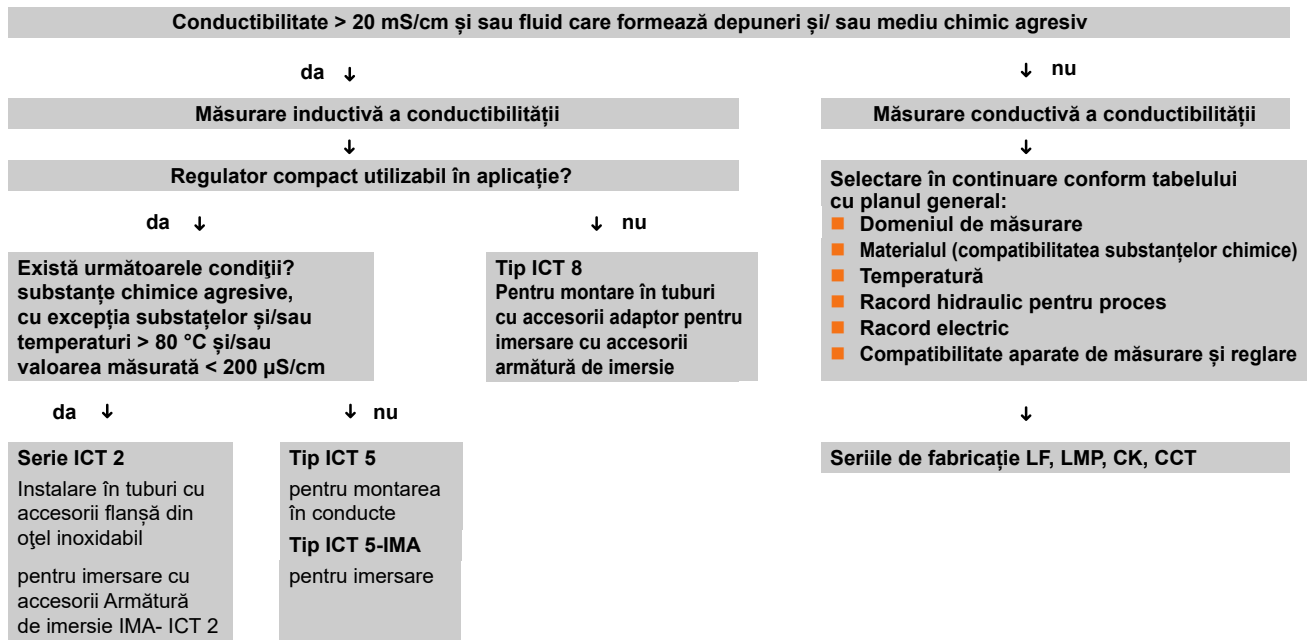 Conductibilitate > 20 mS/cm și sau fluid care formează depuneri și/ sau mediu chimic agresiv
da ↓
↓ nu
Măsurare inductivă a conductibilității
Măsurare conductivă a conductibilității
↓
↓
Regulator compact utilizabil în aplicație?
Selectare în continuare conform tabelului
cu planul general:
■ Domeniul de măsurare
■ Materialul (compatibilitatea substanțelor chimice)
■ Temperatură
■ Racord hidraulic pentru proces
■ Racord electric
■ Compatibilitate aparate de măsurare și reglare
da ↓
↓ nu
Există următoarele condiţii?
substanțe chimice agresive,
cu excepția substațelor și/sau
temperaturi > 80 °C și/sau
valoarea măsurată < 200 µS/cm
Tip ICT 8
Pentru montare în tuburi
cu accesorii adaptor pentru
imersare cu accesorii
armătură de imersie
da ↓
↓ nu
↓
Serie ICT 2
Instalare în tuburi cu
accesorii flanșă din
oţel inoxidabil
pentru imersare cu
accesorii Armătură
de imersie IMA- ICT 2
Tip ICT 5
pentru montarea
în conducte
Tip ICT 5-IMA
pentru imersare
Seriile de fabricație LF, LMP, CK, CCT